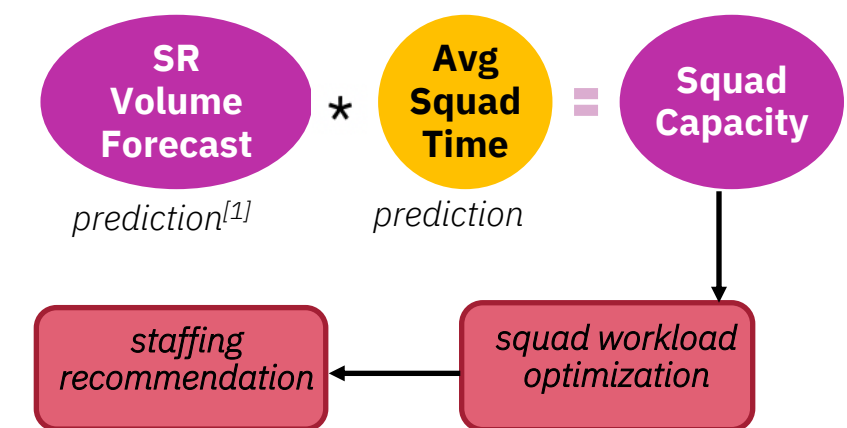 SR
Volume
Forecast
*
Avg
Squad
Time
=
Squad
Capacity
prediction[1]
prediction
staffing
recommendation
squad workload
optimization